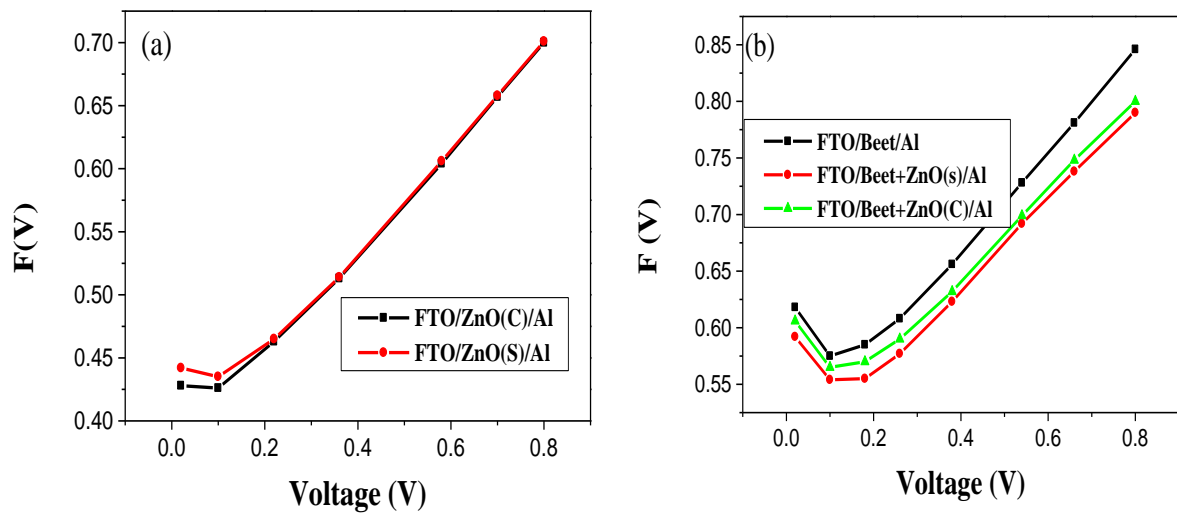 (a)
F(V)
0.70
0.65
0.60
0.55
0.50
0.45
0.40
FTO/ZnO(C)/Al
FTO/ZnO(S)/Al
0.0 0.2 0.4 0.6 0.8
Voltage (V)
(b)
F (V)
0.85
0.80
0.75
0.70
0.65
0.60
0.55
FTO/Beet/Al
FTO/Beet+ZnO(s)/Al
FTO/Beet+ZnO(C)/Al
0.0 0.2 0.4 0.6 0.8
Voltage (V)